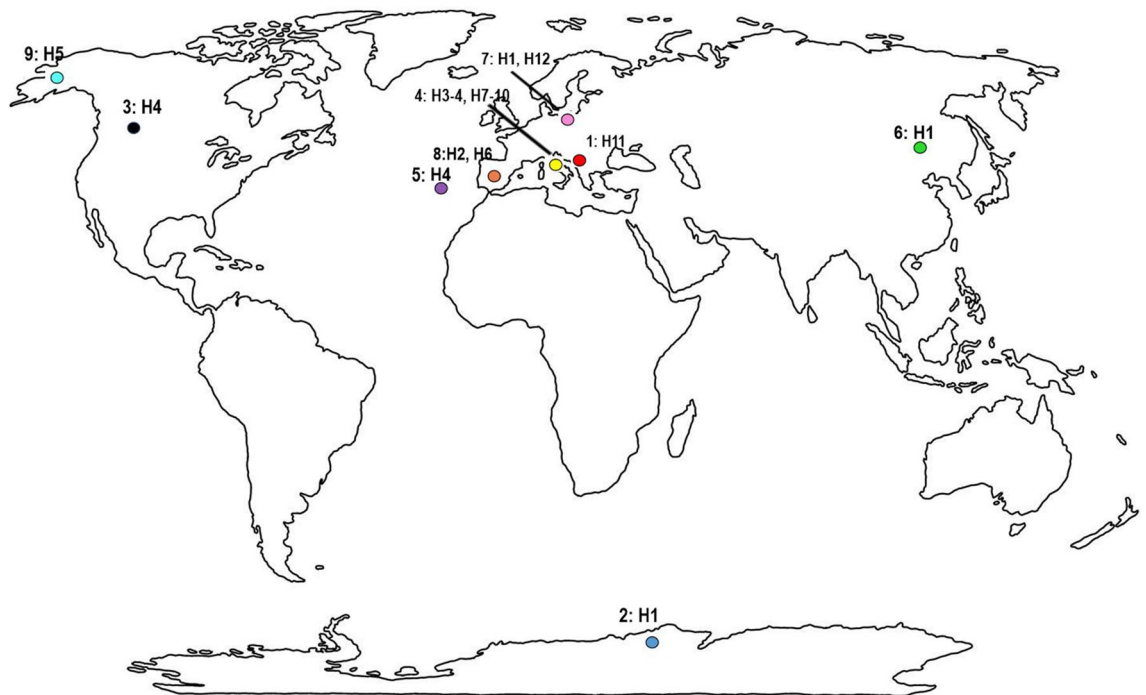 9: H5
7: H1, H12
3: H4
4: H3-4, H7-10
6: H1
1: H11
8:H2, H6
5: H4
2: H1